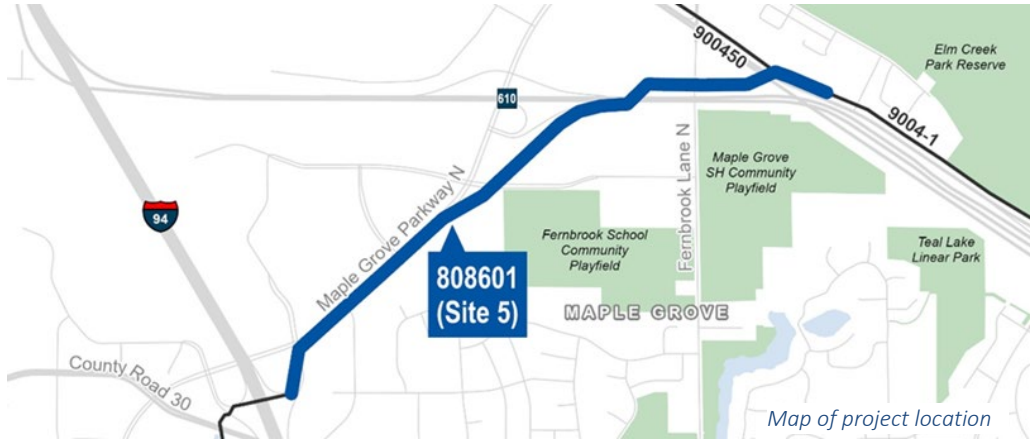 900450
Elm Creek
Park Reserve
610
9004-1
Maple Grove Parkway N
Fernbrook Lane N
Maple Grove
SH Community
Playfield
94
Fernbrook School
Community
Playfield
Teal Lake
Linear Park
808601
(Site 5)
MAPLE GROVE
County Road 30
Map of project location